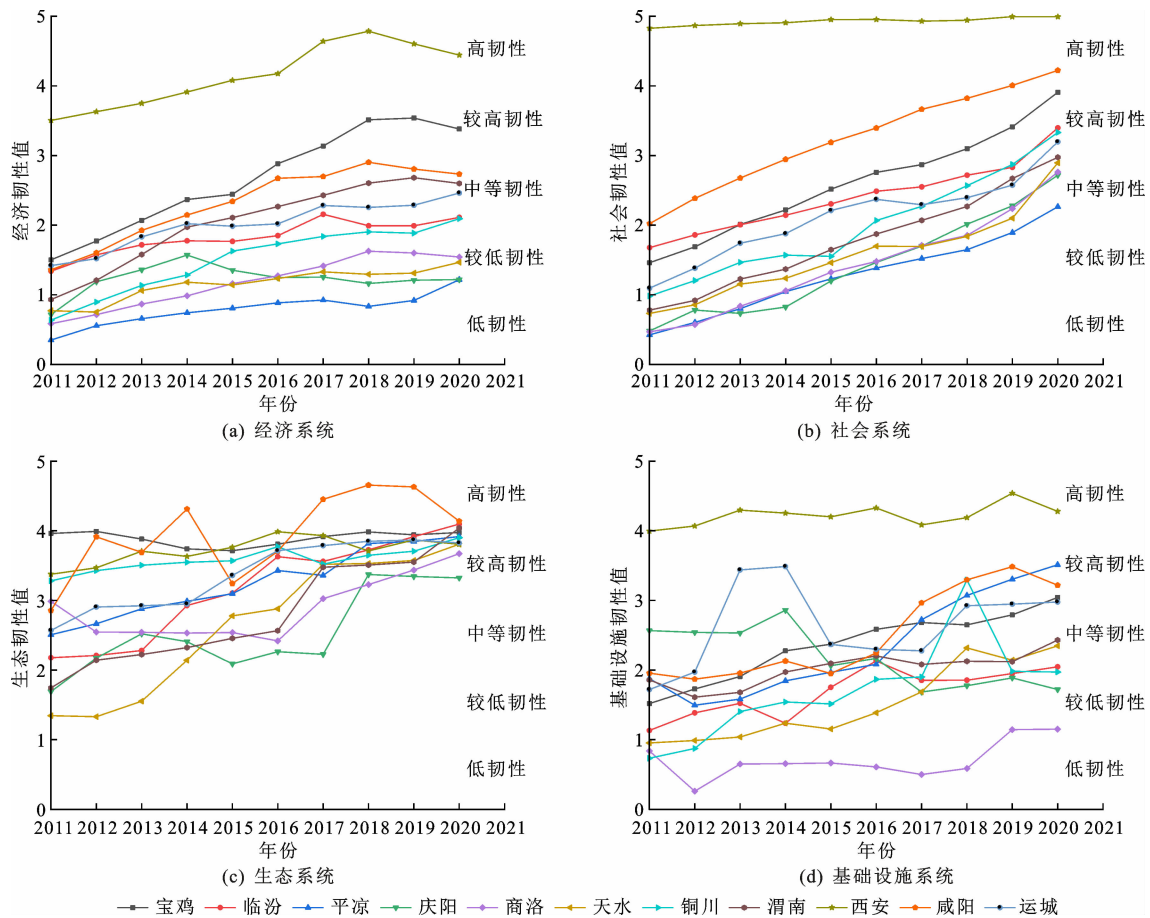 5
4
3
2
1
0
经济韧性值
高韧性
较高韧性
中等韧性
较低韧性
低韧性
2011 2012 2013 2014 2015 2016 2017 2018 2019 2020 2021
年份
(a) 经济系统
5
4
3
2
1
0
社会韧性值
高韧性
较高韧性
中等韧性
较低韧性
低韧性
2011 2012 2013 2014 2015 2016 2017 2018 2019 2020 2021
年份
(b) 社会系统
5
4
3
2
1
0
生态韧性值
高韧性
较高韧性
中等韧性
较低韧性
低韧性
2011 2012 2013 2014 2015 2016 2017 2018 2019 2020 2021
年份
(c) 生态系统
5
4
3
2
1
0
基础设施韧性值
高韧性
较高韧性
中等韧性
较低韧性
低韧性
2011 2012 2013 2014 2015 2016 2017 2018 2019 2020 2021
年份
(d) 基础设施系统
宝鸡 临汾 平凉 庆阳 商洛 天水 铜川 渭南 西安 咸阳 运城